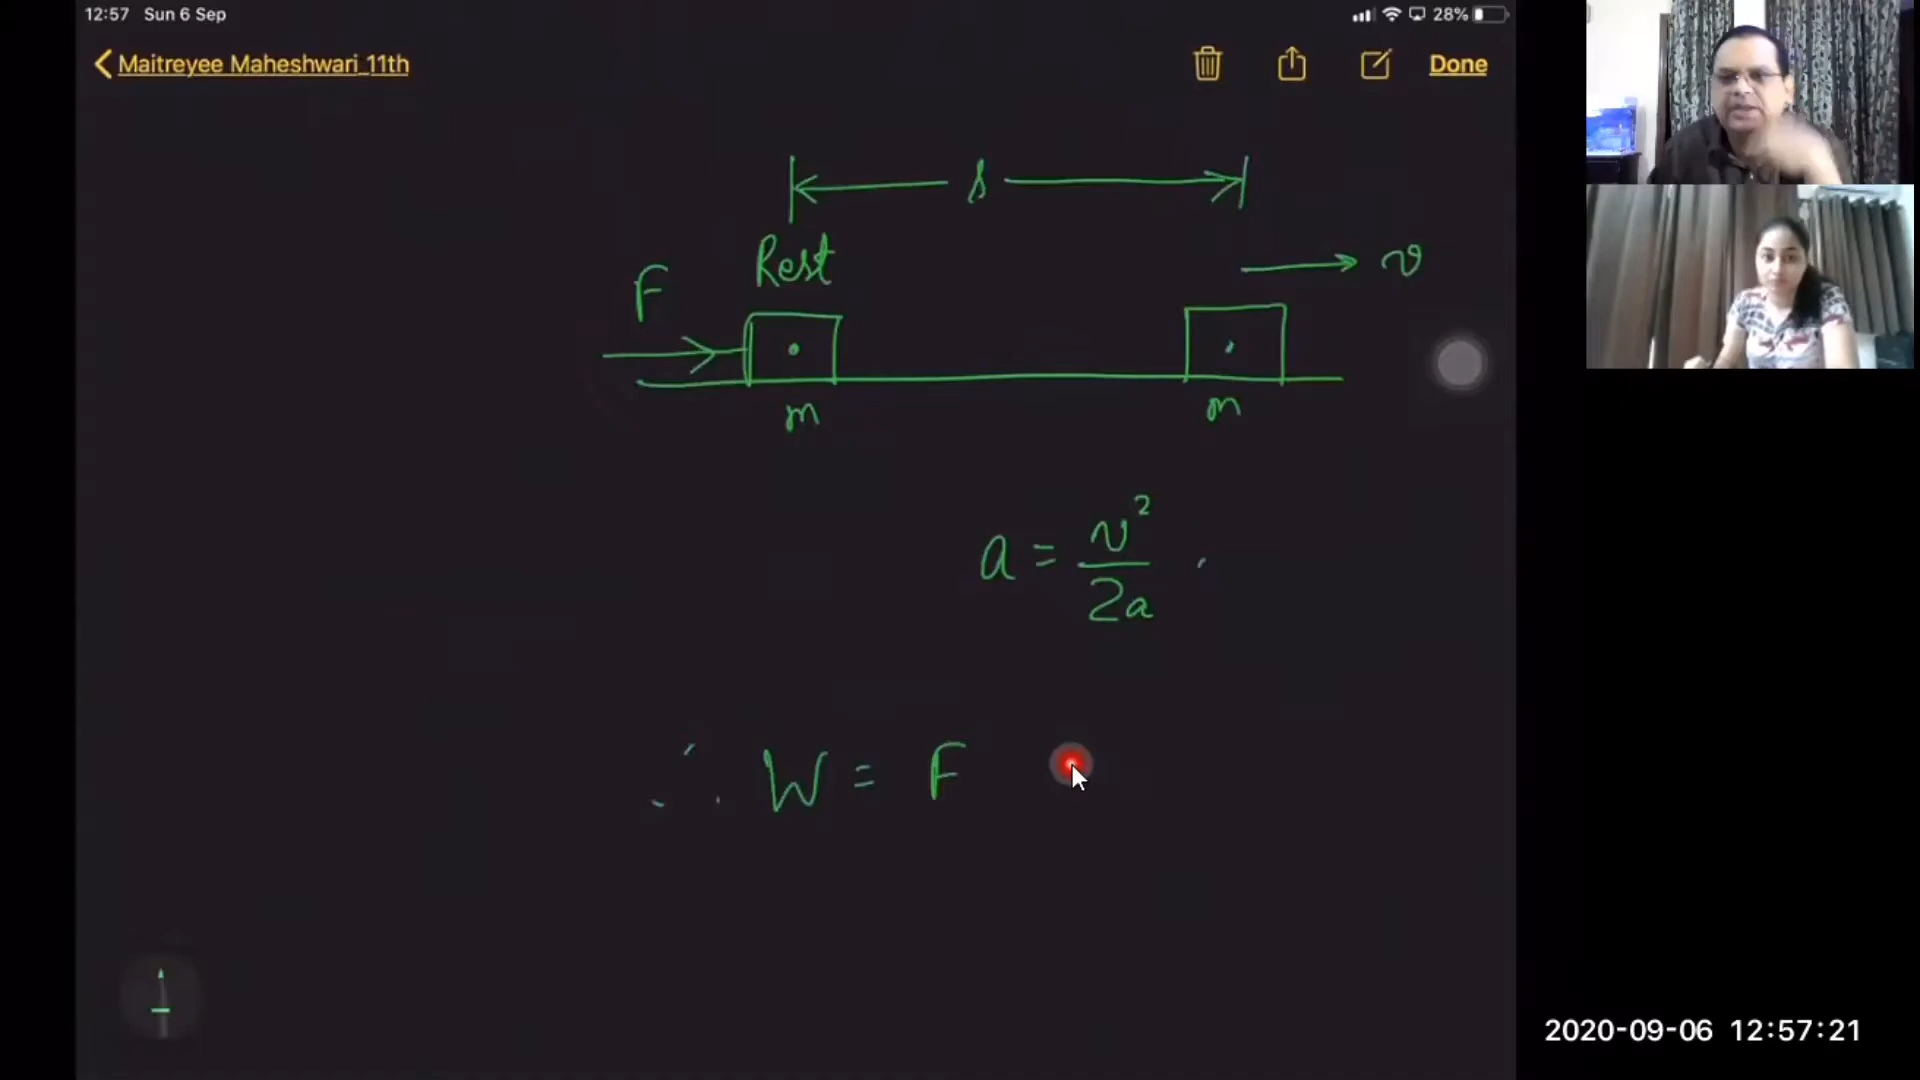 12:57 Sun 6 Sep 28%
Maitreyee Maheshwari_11th Done
s
Rest
F
v
m m
a = v²/2a
∴ W = F
2020-09-06 12:57:21